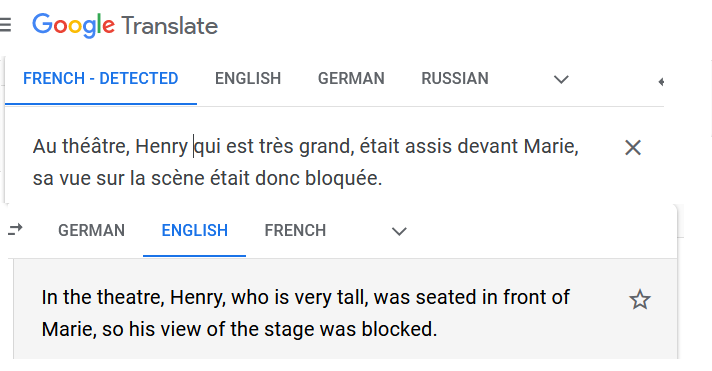 Google Translate
FRENCH - DETECTED ENGLISH GERMAN RUSSIAN
Au théâtre, Henry qui est très grand, était assis devant Marie,
sa vue sur la scène était donc bloquée.
GERMAN ENGLISH FRENCH
In the theatre, Henry, who is very tall, was seated in front of
Marie, so his view of the stage was blocked.